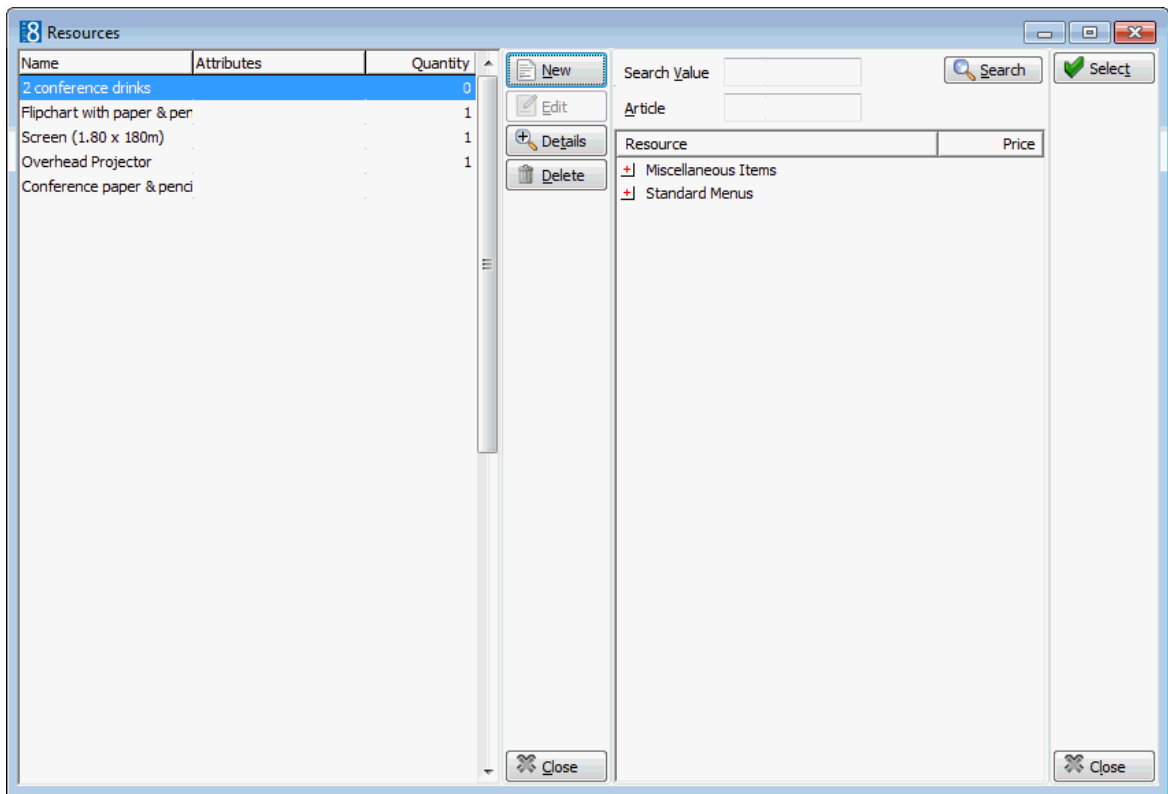 8 Resources
Name Attributes Quantity
2 conference drinks 0
Flipchart with paper & per 1
Screen (1.80 x 180m) 1
Overhead Projector 1
Conference paper & penci
New
Edit
Details
Delete
Close
Search Value
Search
Article
Resource Price
Miscellaneous Items
Standard Menus
Select
Close